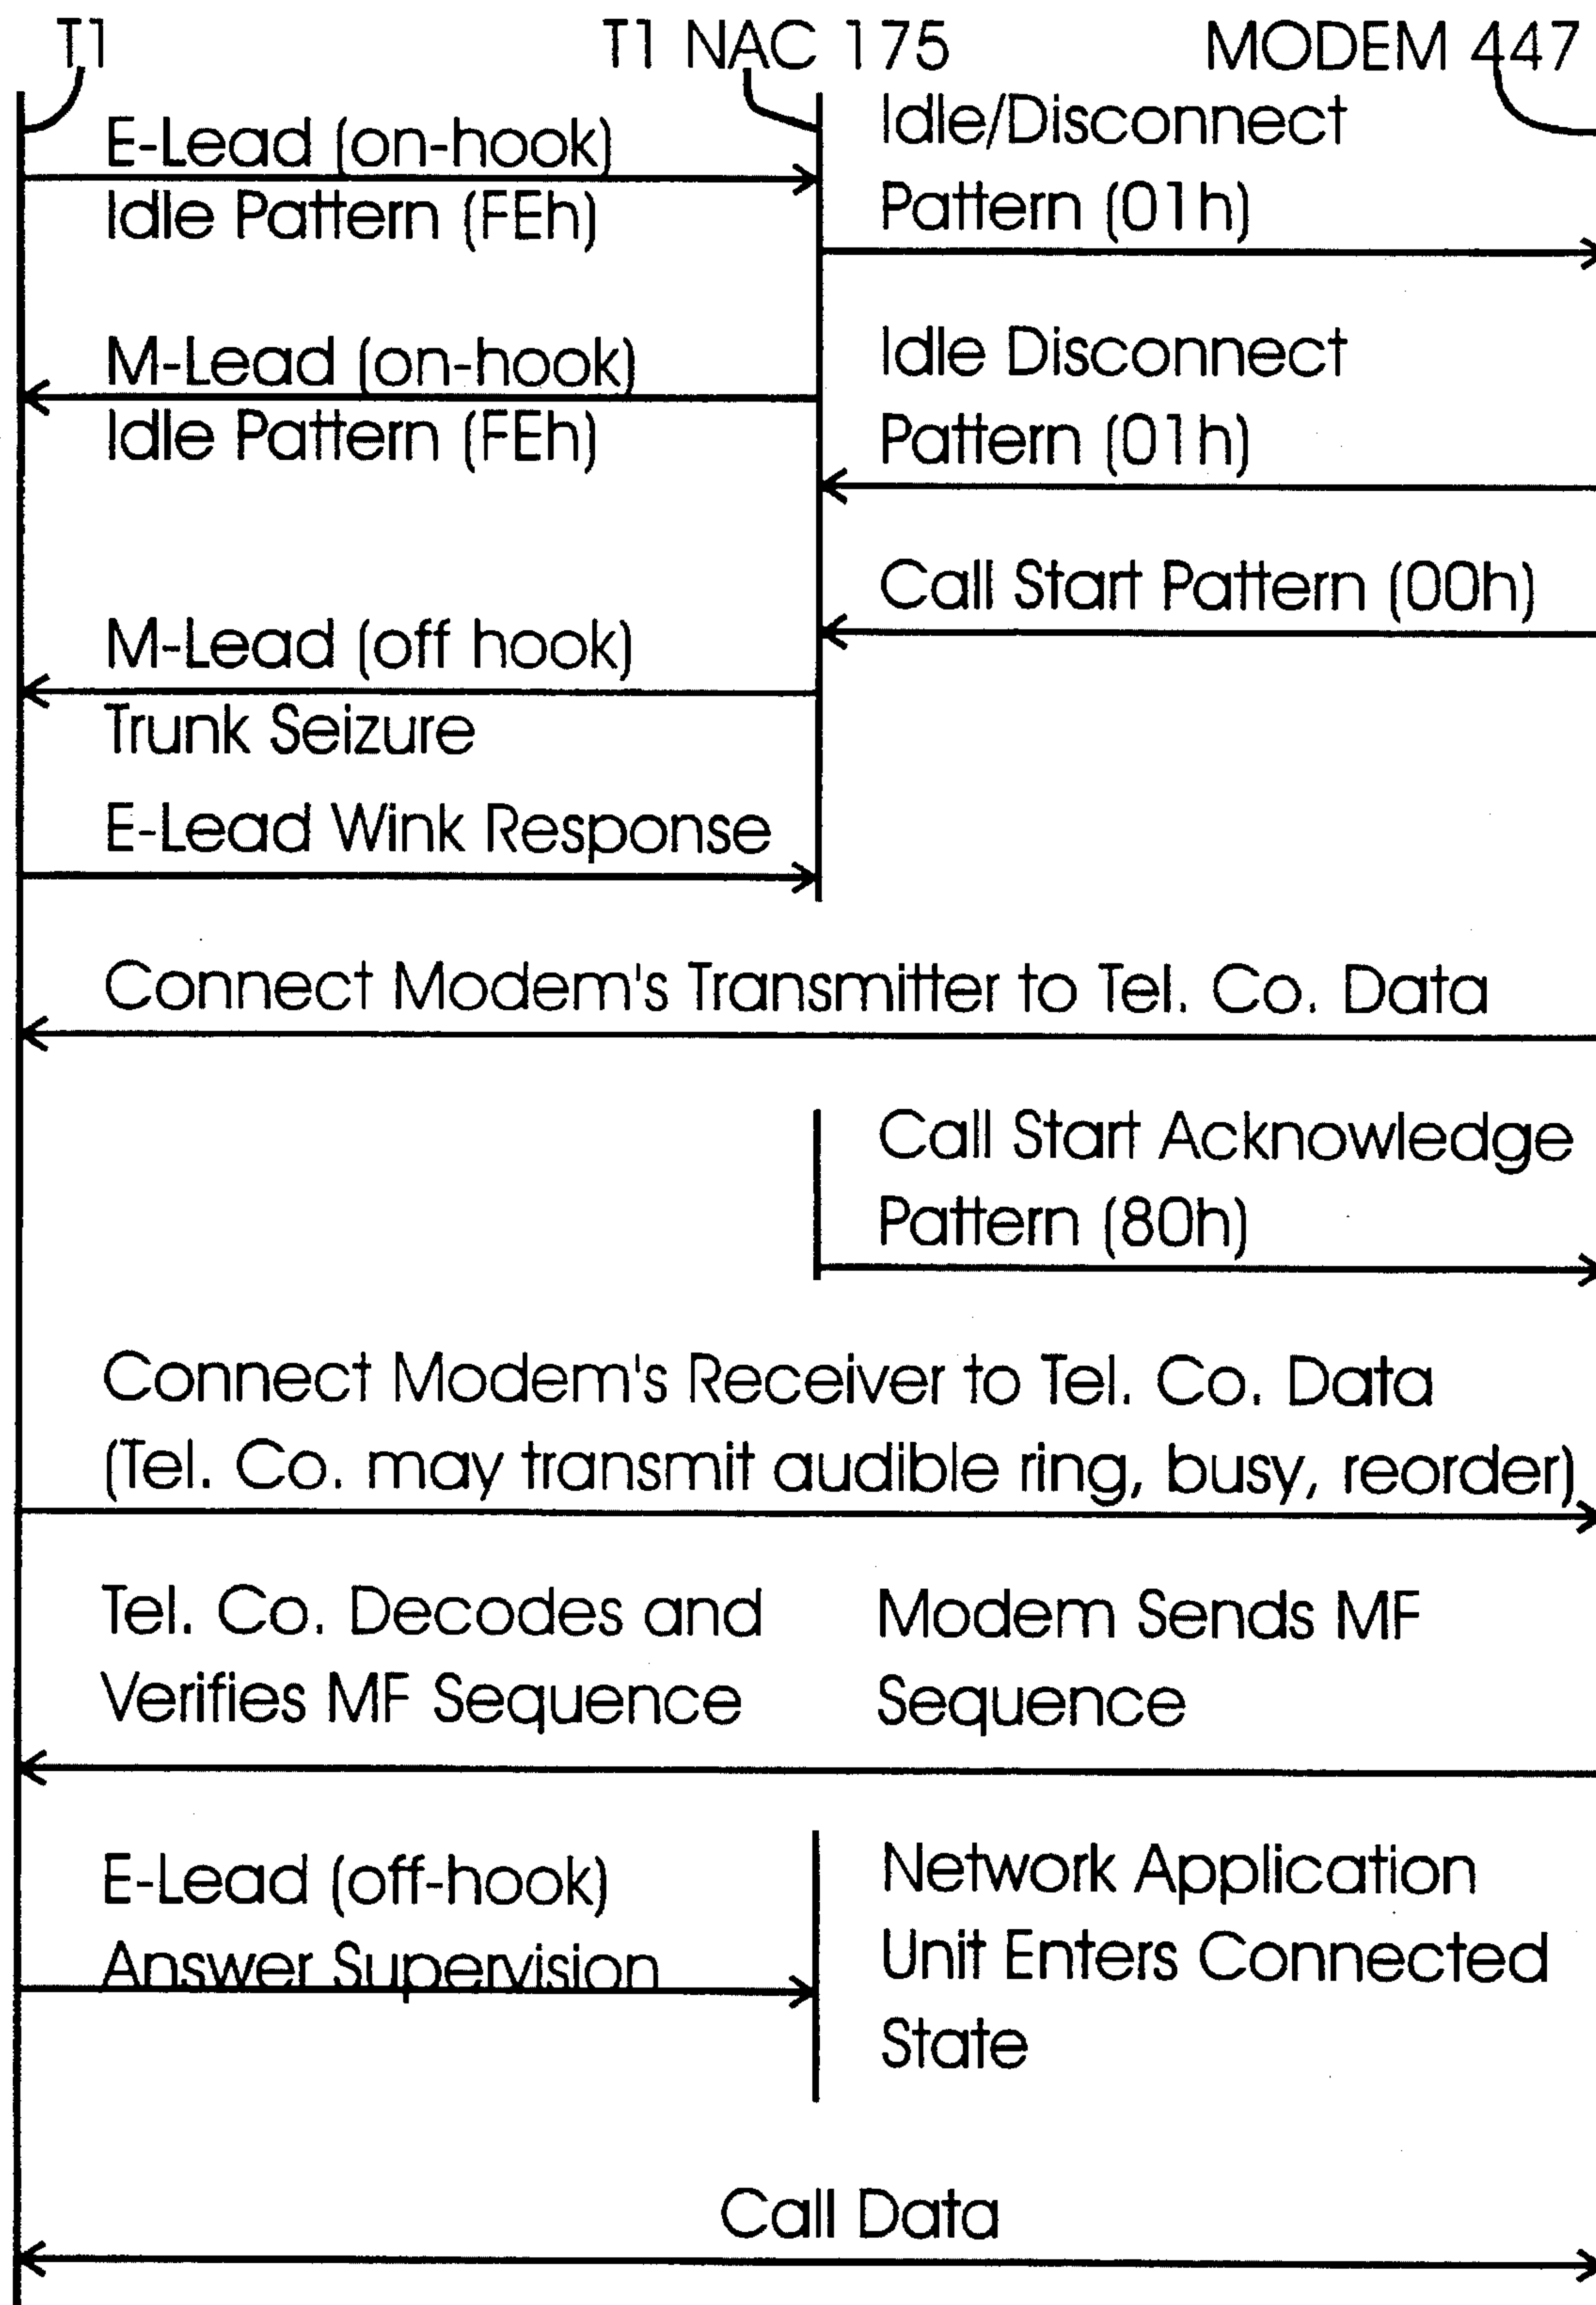 T1 T1 NAC 175 MODEM 447
E-Lead (on-hook)
Idle Pattern (FEh)
Idle/Disconnect
Pattern (01h)
M-Lead (on-hook)
Idle Pattern (FEh)
Idle Disconnect
Pattern (01h)
Call Start Pattern (00h)
M-Lead (off hook)
Trunk Seizure
E-Lead Wink Response
Connect Modem's Transmitter to Tel. Co. Data
Call Start Acknowledge
Pattern (80h)
Connect Modem's Receiver to Tel. Co. Data
(Tel. Co. may transmit audible ring, busy, reorder)
Tel. Co. Decodes and
Verifies MF Sequence
Modem Sends MF
Sequence
E-Lead (off-hook)
Answer Supervision
Network Application
Unit Enters Connected
State
Call Data